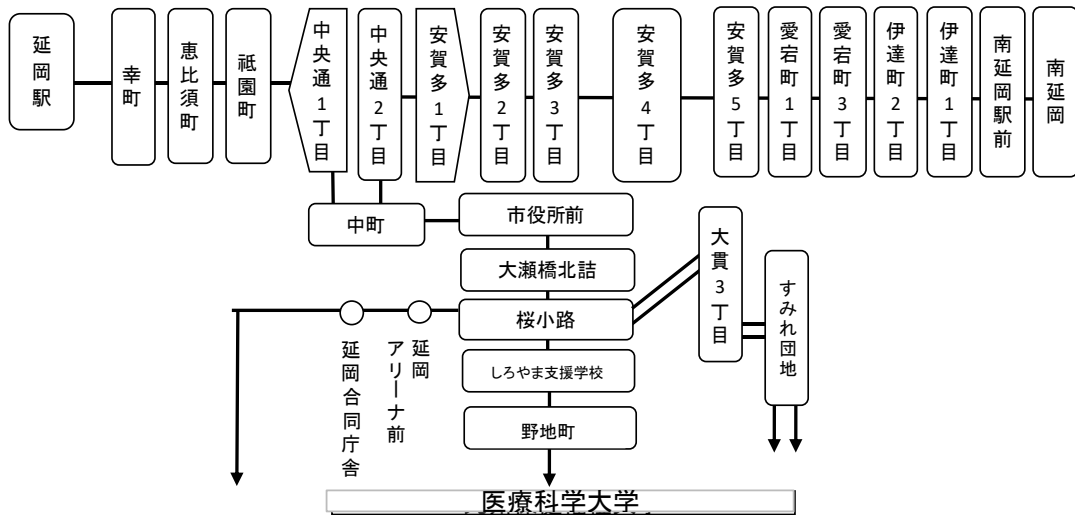 延岡駅
幸町
恵比須町
祗園町
中央通1丁目
中央通2丁目
安賀多1丁目
安賀多2丁目
安賀多3丁目
安賀多4丁目
安賀多5丁目
愛宕町1丁目
愛宕町3丁目
伊達町2丁目
伊達町1丁目
南延岡駅前
南延岡
中町
市役所前
大瀬橋北詰
桜小路
しろやま支援学校
野地町
大貫3丁目
すみれ団地
延岡
アリーナ前
延岡合同庁舎
医療科学大学